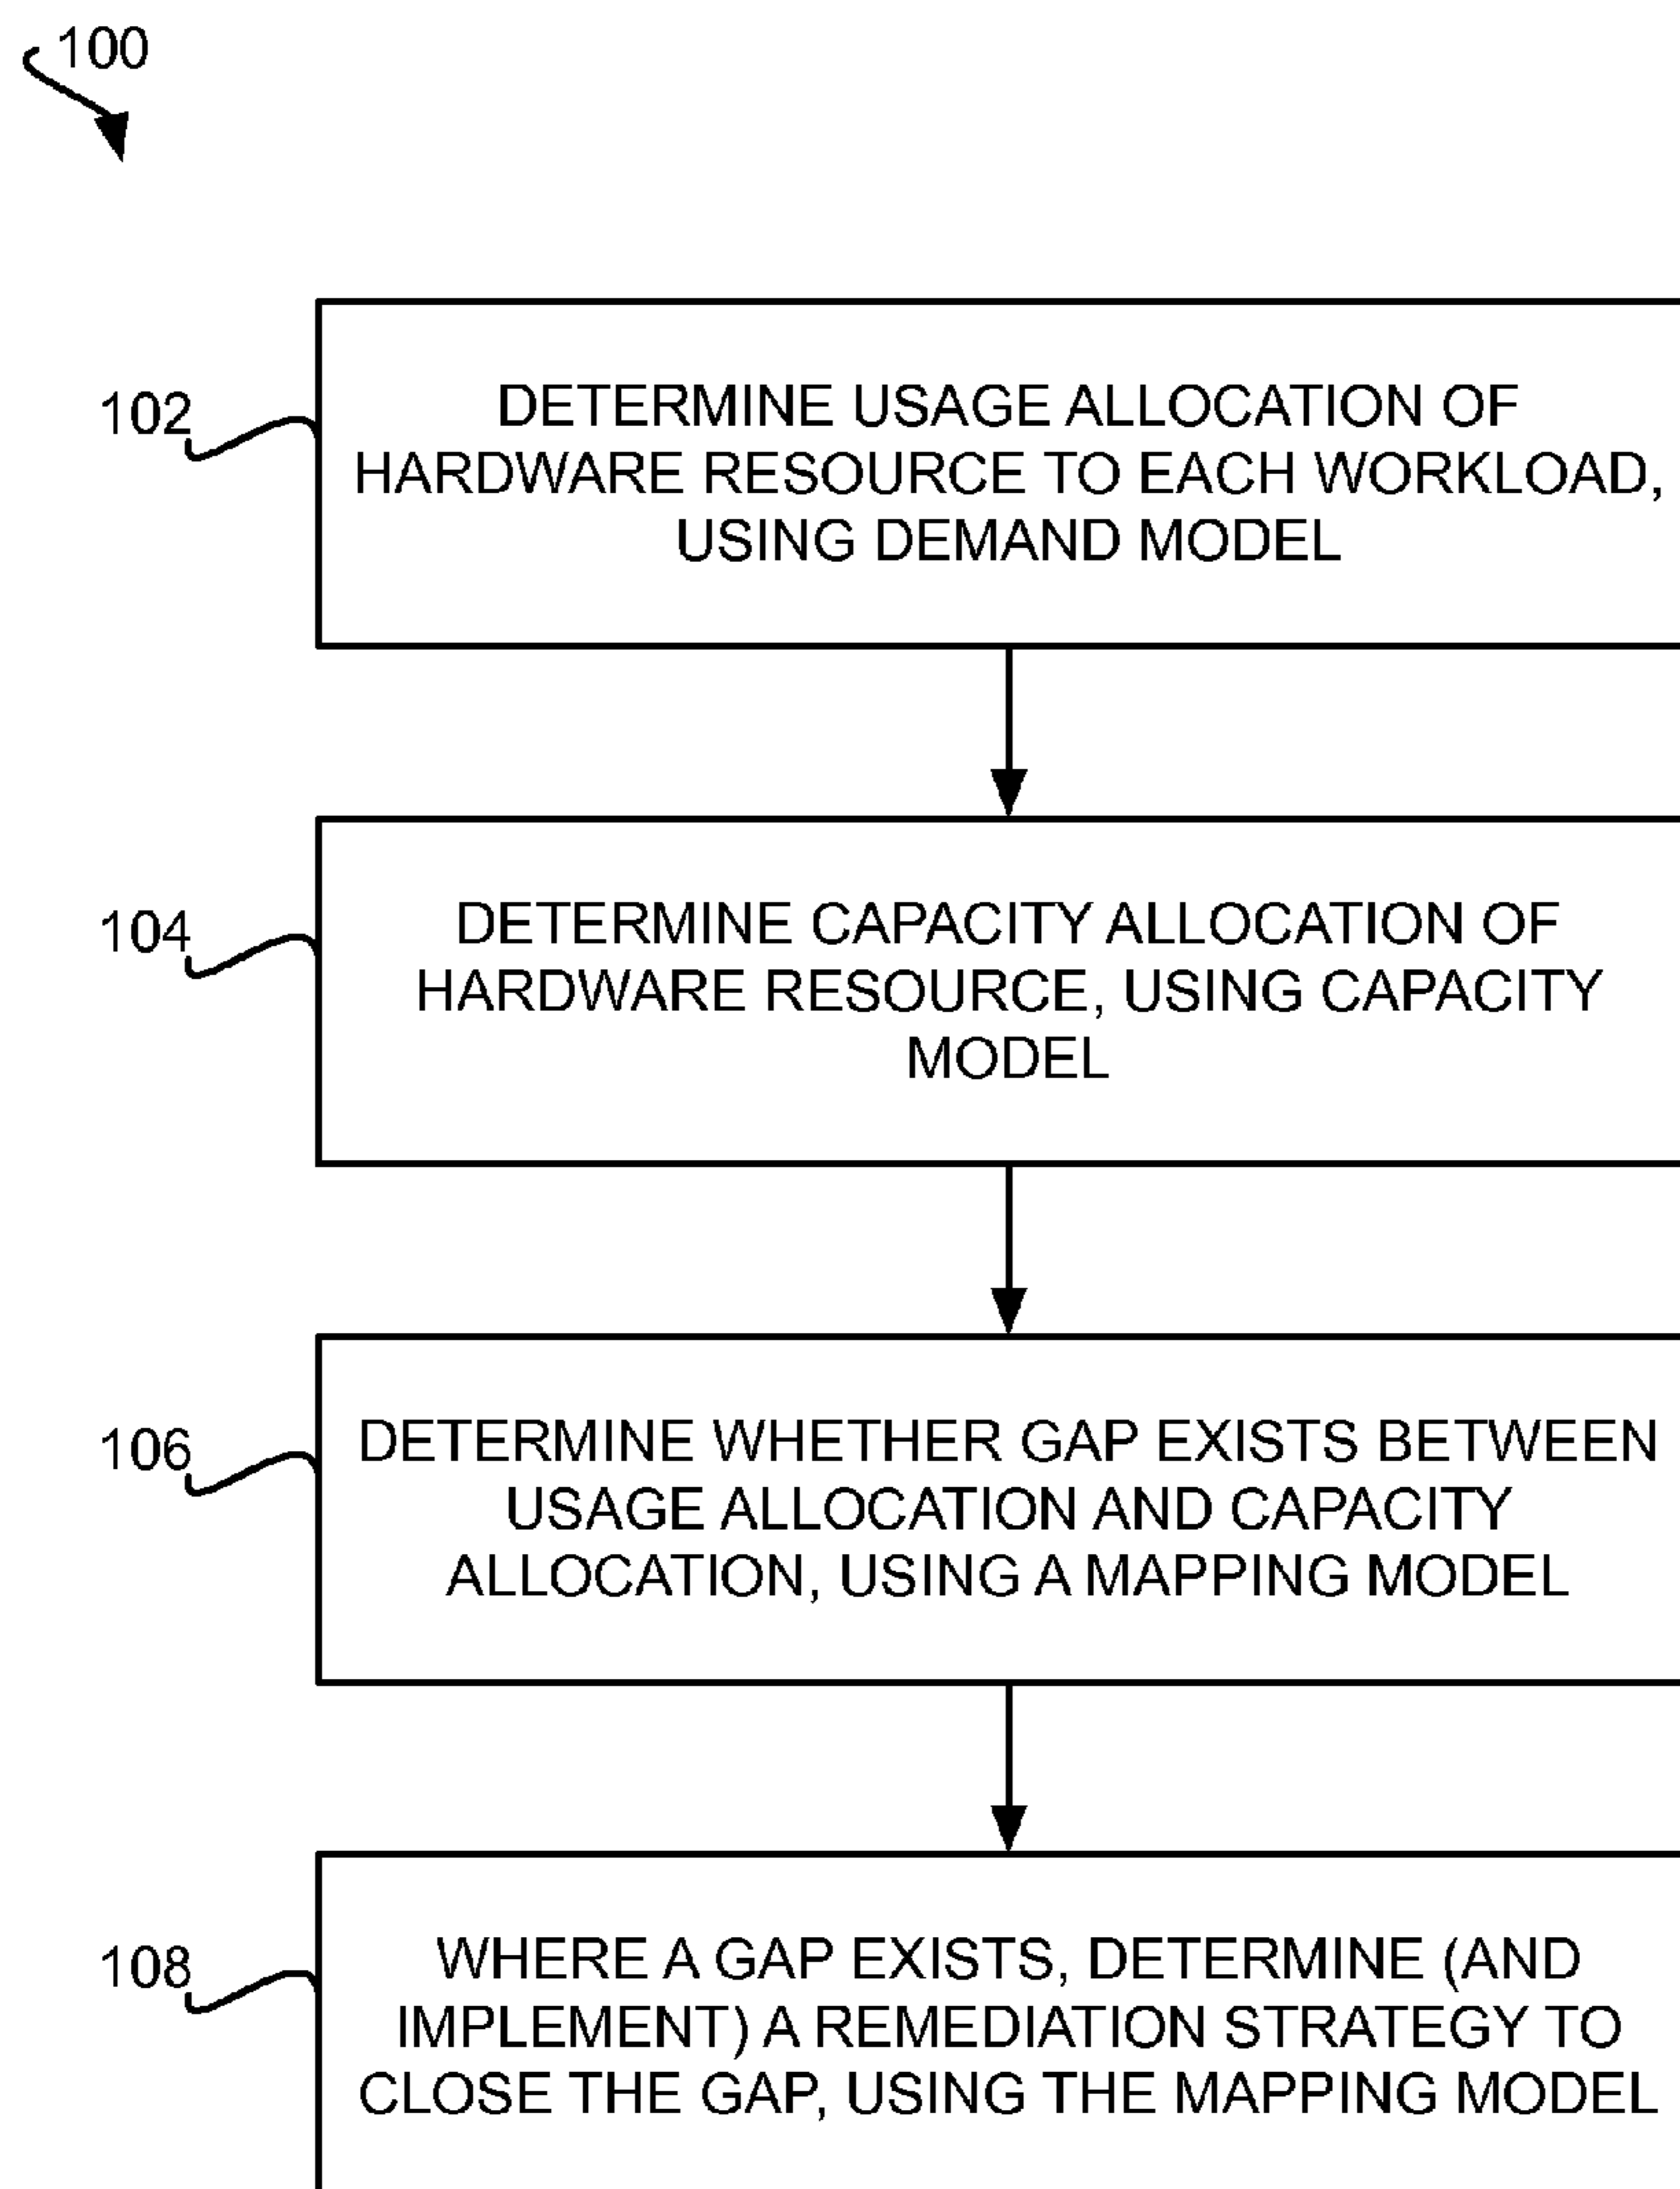 100
102
DETERMINE USAGE ALLOCATION OF
HARDWARE RESOURCE TO EACH WORKLOAD,
USING DEMAND MODEL
104
DETERMINE CAPACITY ALLOCATION OF
HARDWARE RESOURCE, USING CAPACITY
MODEL
106
DETERMINE WHETHER GAP EXISTS BETWEEN
USAGE ALLOCATION AND CAPACITY
ALLOCATION, USING A MAPPING MODEL
108
WHERE A GAP EXISTS, DETERMINE (AND
IMPLEMENT) A REMEDIATION STRATEGY TO
CLOSE THE GAP, USING THE MAPPING MODEL